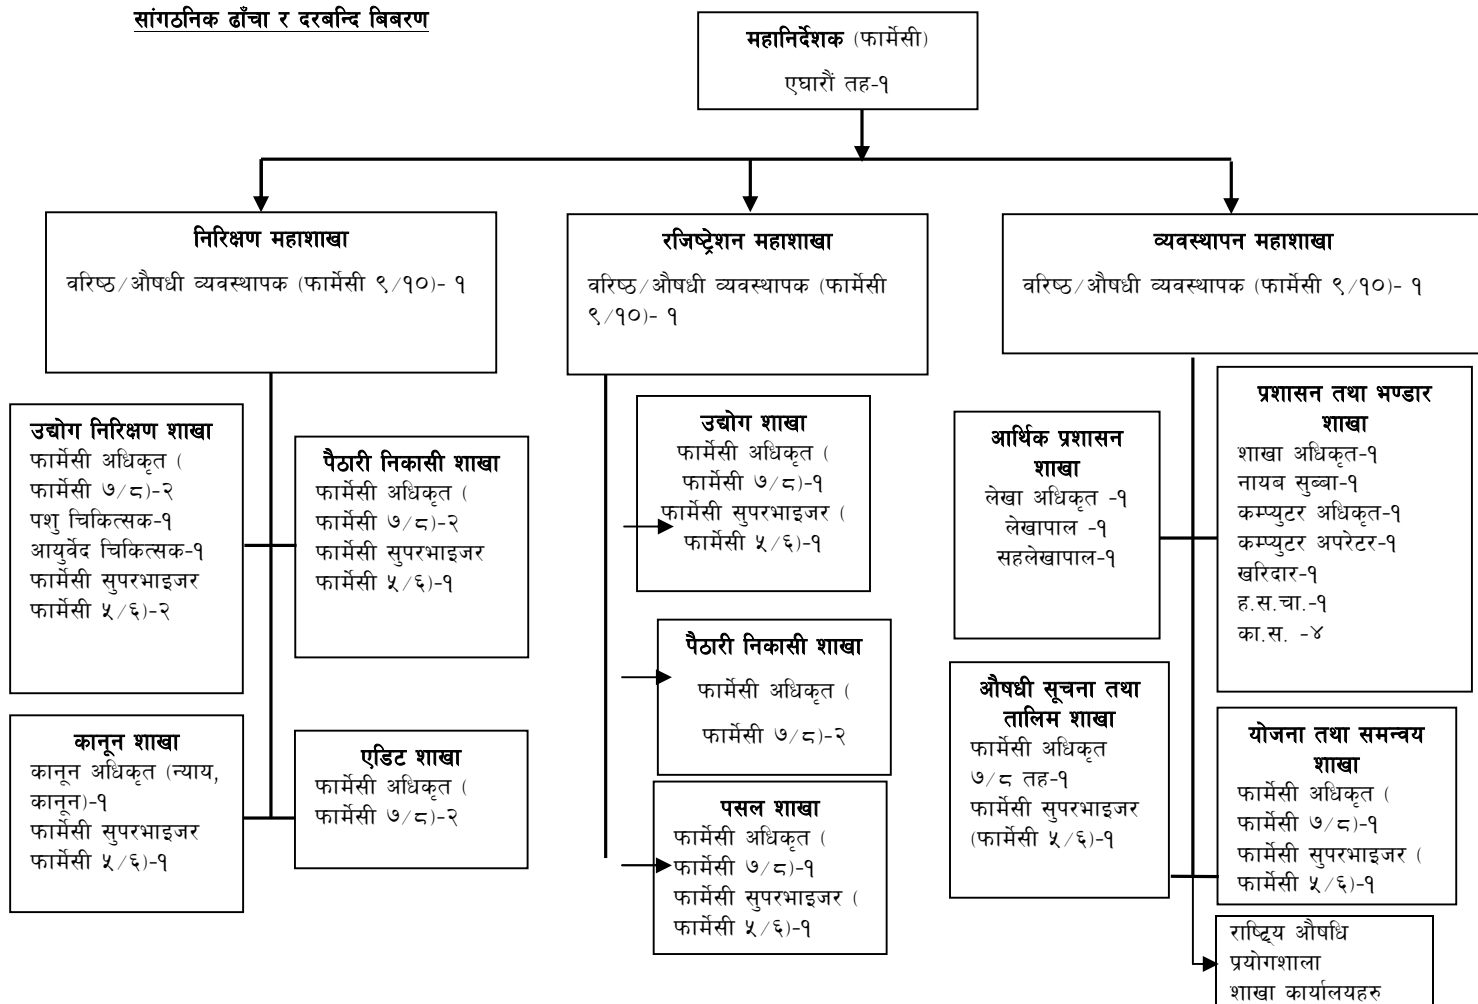 सांगठनिक ढाँचा र दरबन्दि बिबरण
महानिर्देशक (फार्मेसी)
एघारौं तह-१
निरिक्षण महाशाखा
वरिष्ठ/औषधी व्यवस्थापक (फार्मेसी ९/१०)- १
रजिष्ट्रेशन महाशाखा
वरिष्ठ/औषधी व्यवस्थापक (फार्मेसी
९/१०)- १
व्यवस्थापन महाशाखा
वरिष्ठ/औषधी व्यवस्थापक (फार्मेसी ९/१०)- १
उद्योग निरिक्षण शाखा
फार्मेसी अधिकृत (
फार्मेसी ७/८)-२
पशु चिकित्सक-१
आयुर्वेद चिकित्सक-१
फार्मेसी सुपरभाइजर
फार्मेसी ५/६)-२
पैठारी निकासी शाखा
फार्मेसी अधिकृत (
फार्मेसी ७/८)-२
फार्मेसी सुपरभाइजर
फार्मेसी ५/६)-१
कानून शाखा
कानून अधिकृत (न्याय,
कानून)-१
फार्मेसी सुपरभाइजर
फार्मेसी ५/६)-१
एडिट शाखा
फार्मेसी अधिकृत (
फार्मेसी ७/८)-२
उद्योग शाखा
फार्मेसी अधिकृत (
फार्मेसी ७/८)-१
फार्मेसी सुपरभाइजर (
फार्मेसी ५/६)-१
पैठारी निकासी शाखा
फार्मेसी अधिकृत (
फार्मेसी ७/८)-२
पसल शाखा
फार्मेसी अधिकृत (
फार्मेसी ७/८)-१
फार्मेसी सुपरभाइजर (
फार्मेसी ५/६)-१
आर्थिक प्रशासन
शाखा
लेखा अधिकृत -१
लेखापाल -१
सहलेखापाल-१
प्रशासन तथा भण्डार
शाखा
शाखा अधिकृत-१
नायब सुब्बा-१
कम्प्युटर अधिकृत-१
कम्प्युटर अपरेटर-१
खरिदार-१
ह.स.चा.-१
का.स. -४
औषधी सूचना तथा
तालिम शाखा
फार्मेसी अधिकृत
७/८ तह-१
फार्मेसी सुपरभाइजर
(फार्मेसी ५/६)-१
योजना तथा समन्वय
शाखा
फार्मेसी अधिकृत (
फार्मेसी ७/८)-१
फार्मेसी सुपरभाइजर (
फार्मेसी ५/६)-१
राष्ट्रिय औषधि
प्रयोगशाला
शाखा कार्यालयहरु